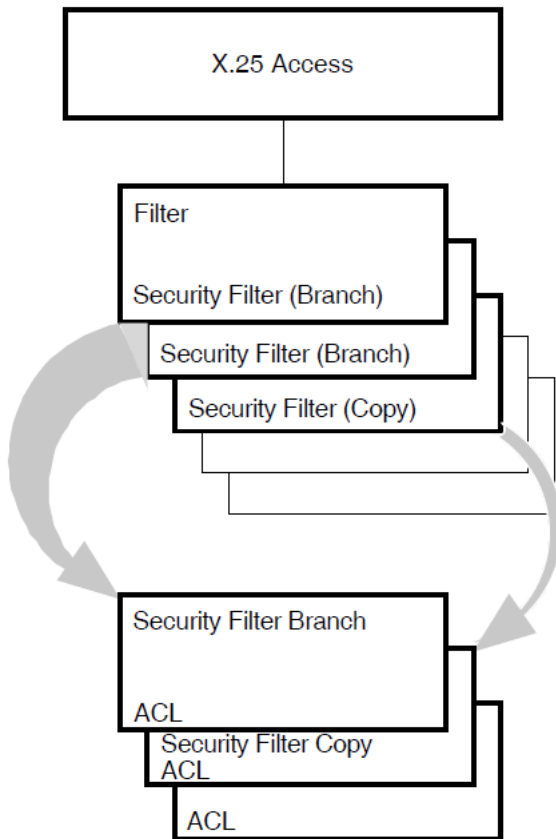 X.25 Access
Filter
Security Filter (Branch)
Security Filter (Branch)
Security Filter (Copy)
Security Filter Branch
ACL
Security Filter Copy
ACL
ACL